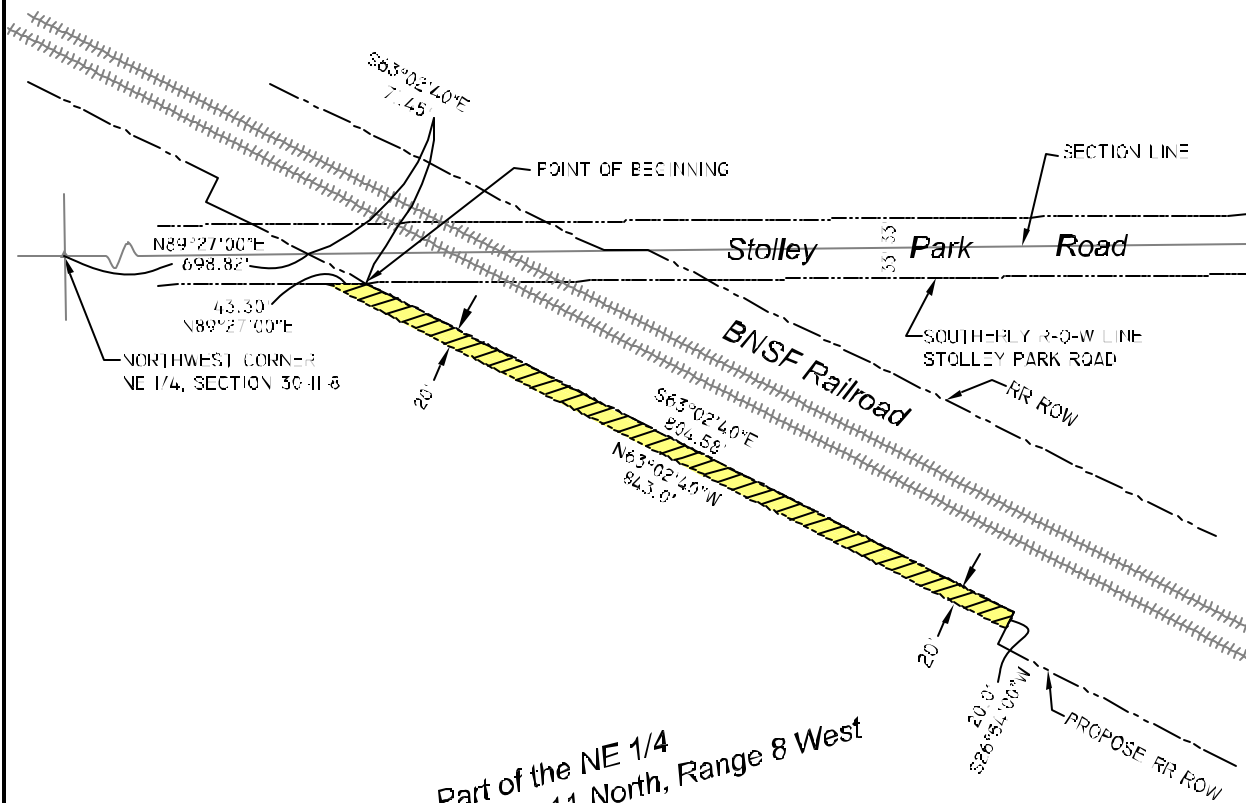 S63°02'40"E
POINT OF BEGINNING
SECTION LINE
N89°27'00"E
698.82'
Stolley Park Road
33' 33'
43.30'
N89°27'00"E
NORTHWEST CORNER
NE 1/4, SECTION 30-11-8
BNSF Railroad
SOUTHERLY R-O-W LINE
STOLLEY PARK ROAD
RR ROW
20'
S63°02'40"E
804.58'
N63°02'40"W
843.0'
20'
20.0'
S26°54'00"W
PROPOSE RR ROW
Part of the NE 1/4
11 North, Range 8 West